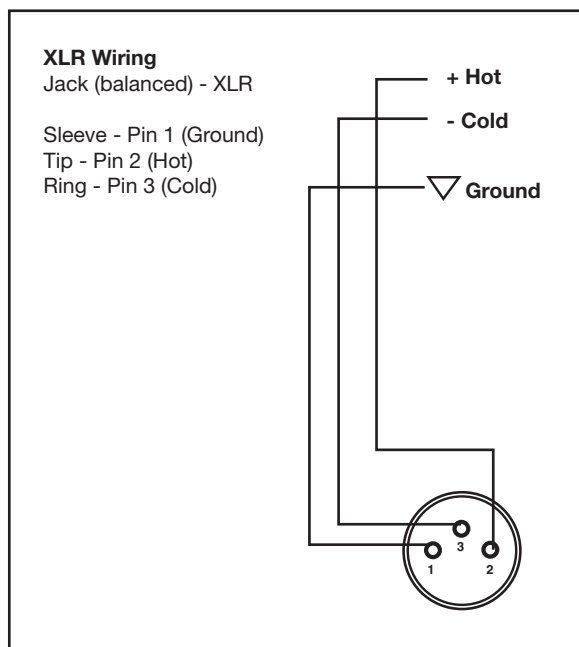 XLR Wiring
Jack (balanced) - XLR
Sleeve - Pin 1 (Ground)
Tip - Pin 2 (Hot)
Ring - Pin 3 (Cold)
+ Hot
- Cold
Ground
3
1
2